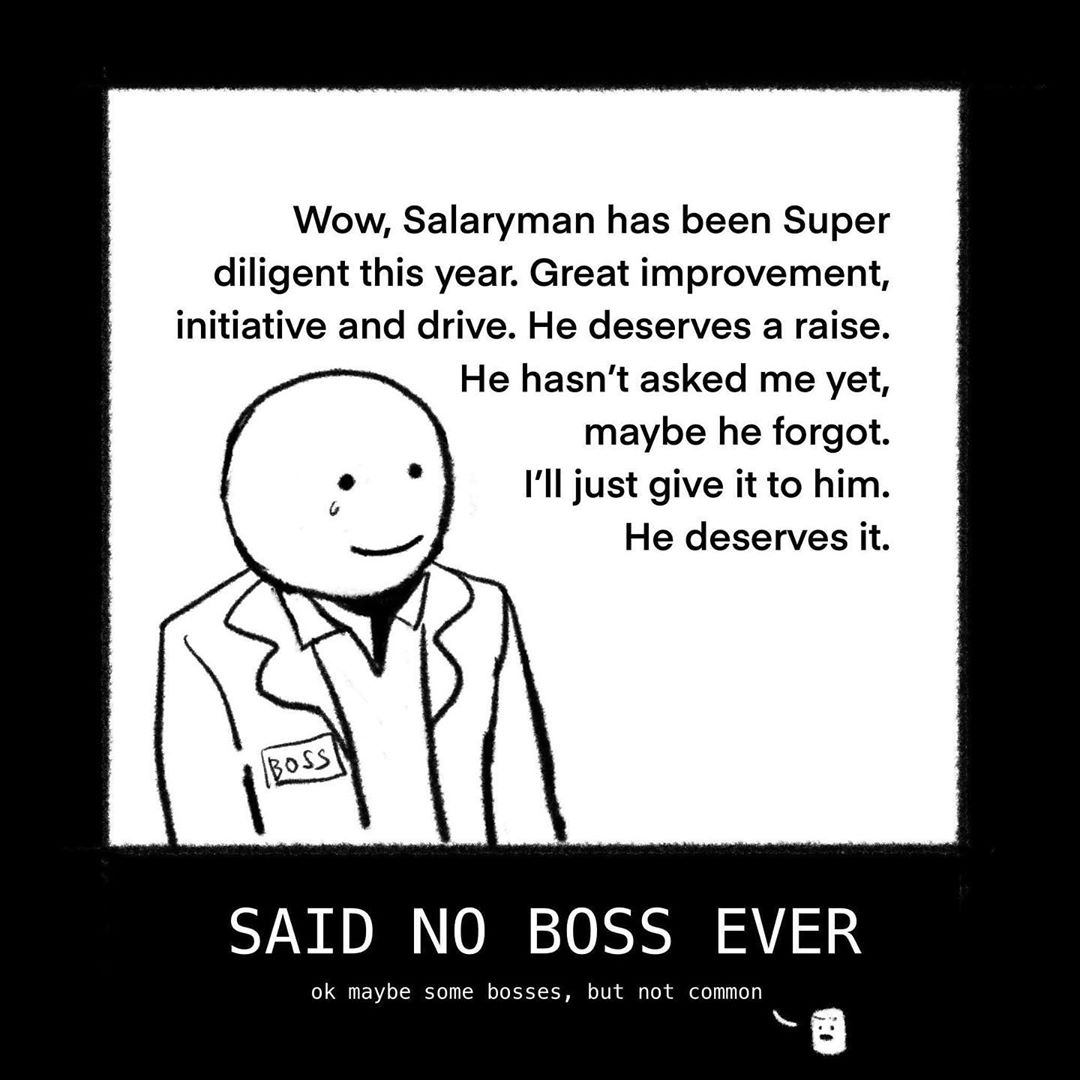 Wow, Salaryman has been Super
diligent this year. Great improvement,
initiative and drive. He deserves a raise.
He hasn’t asked me yet,
maybe he forgot.
I’ll just give it to him.
He deserves it.
BOSS
SAID NO BOSS EVER
ok maybe some bosses, but not common